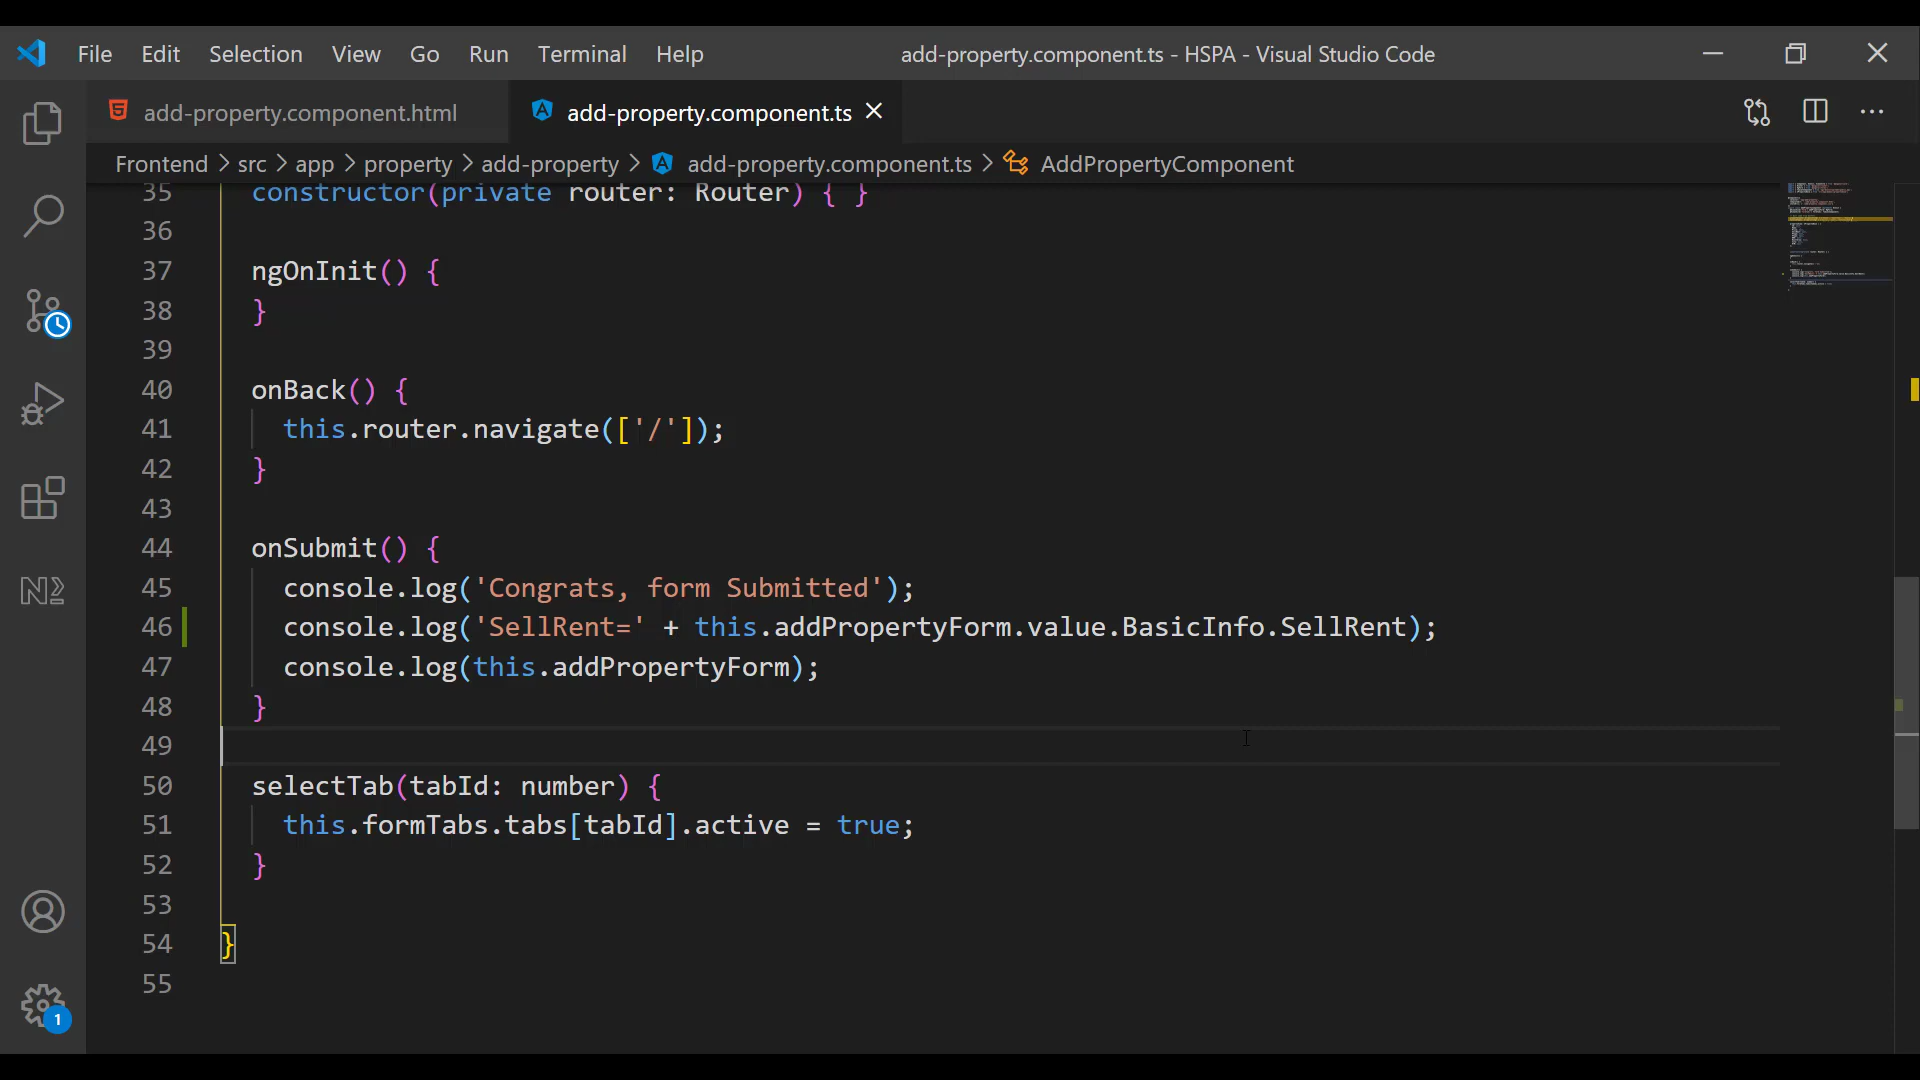 File Edit Selection View Go Run Terminal Help add-property.component.ts - HSPA - Visual Studio Code
add-property.component.html add-property.component.ts
Frontend > src > app > property > add-property > add-property.component.ts > AddPropertyComponent
35 constructor(private router: Router) { }
36
37 ngOnInit() {
38 }
39
40 onBack() {
41 this.router.navigate(['/']);
42 }
43
44 onSubmit() {
45 console.log('Congrats, form Submitted');
46 console.log('SellRent=' + this.addPropertyForm.value.BasicInfo.SellRent);
47 console.log(this.addPropertyForm);
48 }
49
50 selectTab(tabId: number) {
51 this.formTabs.tabs[tabId].active = true;
52 }
53
54 }
55
1